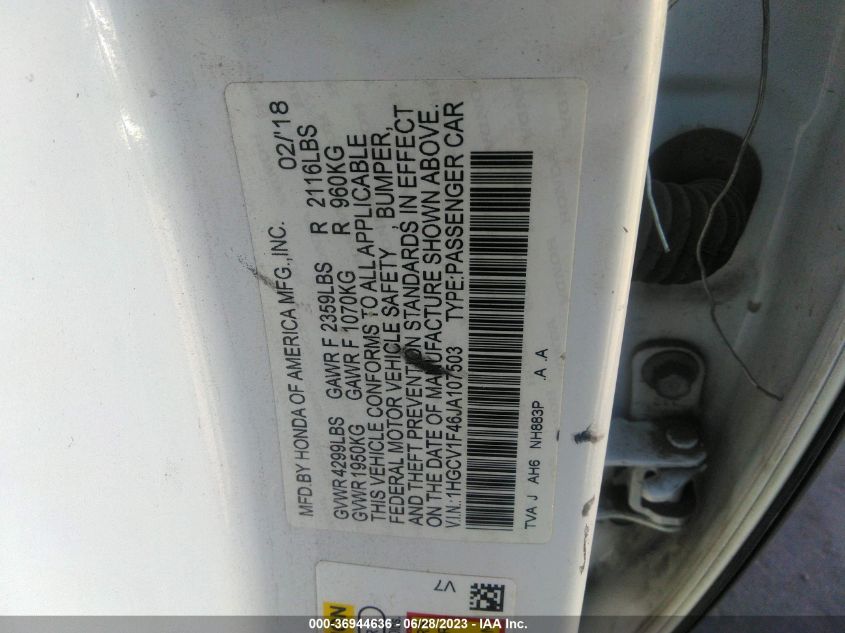 MFD.BY HONDA OF AMERICA MFG.,INC. 02/'18
GVWR 4299LBS GAWR F 2359LBS R 2116LBS
GVWR 1950KG GAWR F 1070KG R 960KG
THIS VEHICLE CONFORMS TO ALL APPLICABLE
FEDERAL MOTOR VEHICLE SAFETY , BUMPER,
AND THEFT PREVENTION STANDARDS IN EFFECT
ON THE DATE OF MANUFACTURE SHOWN ABOVE.
V.I.N.:1HGCV1F46JA107503 TYPE:PASSENGER CAR
TVA J AH6 NH883P .A .A
V7
000-36944636 - 06/28/2023 - IAA Inc.